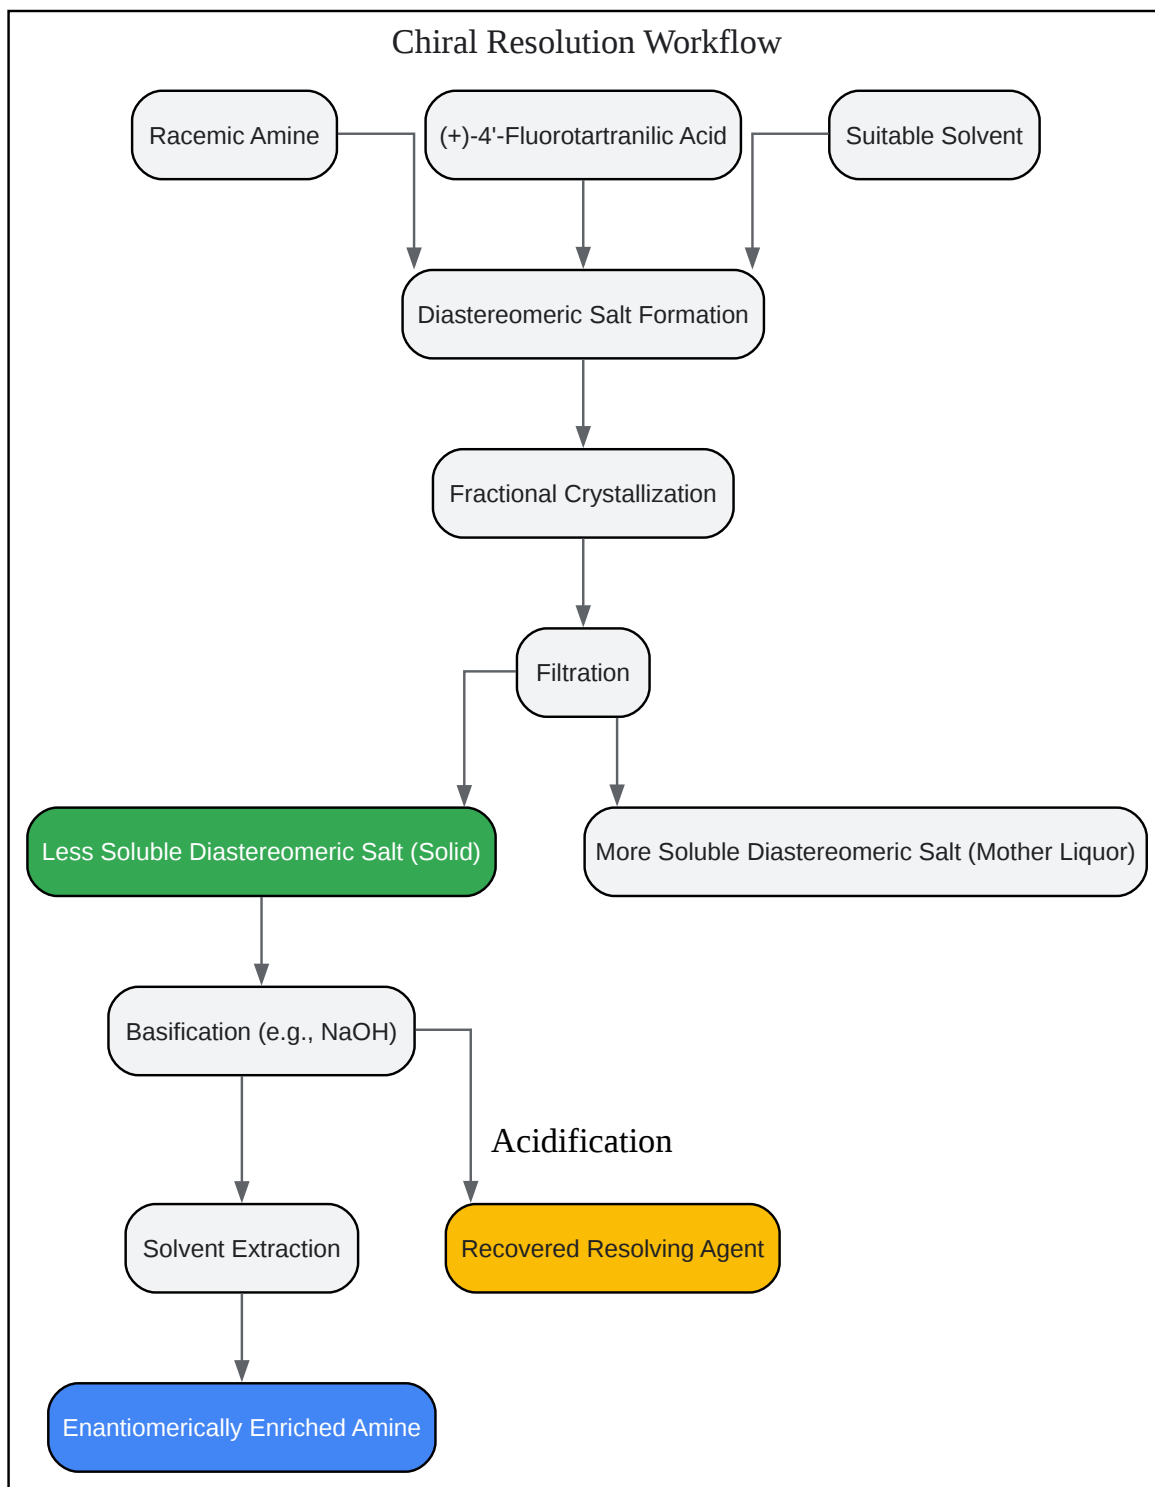 Chiral Resolution Workflow
Racemic Amine
(+)-4'-Fluorotartranilic Acid
Suitable Solvent
Diastereomeric Salt Formation
Fractional Crystallization
Filtration
Less Soluble Diastereomeric Salt (Solid)
More Soluble Diastereomeric Salt (Mother Liquor)
Basification (e.g., NaOH)
Acidification
Solvent Extraction
Recovered Resolving Agent
Enantiomerically Enriched Amine